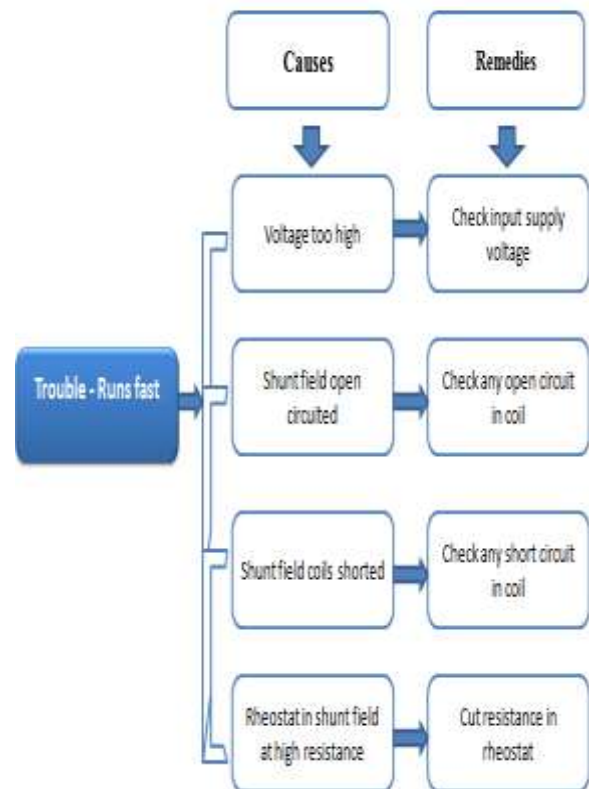 Causes
Remedies
Voltage too high
Check input supply
voltage
Trouble - Runs fast
Shunt field open
circuited
Check any open circuit
in coil
Shunt field coils shorted
Check any short circuit
in coil
Rheostat in shunt field
at high resistance
Cut resistance in
rheostat